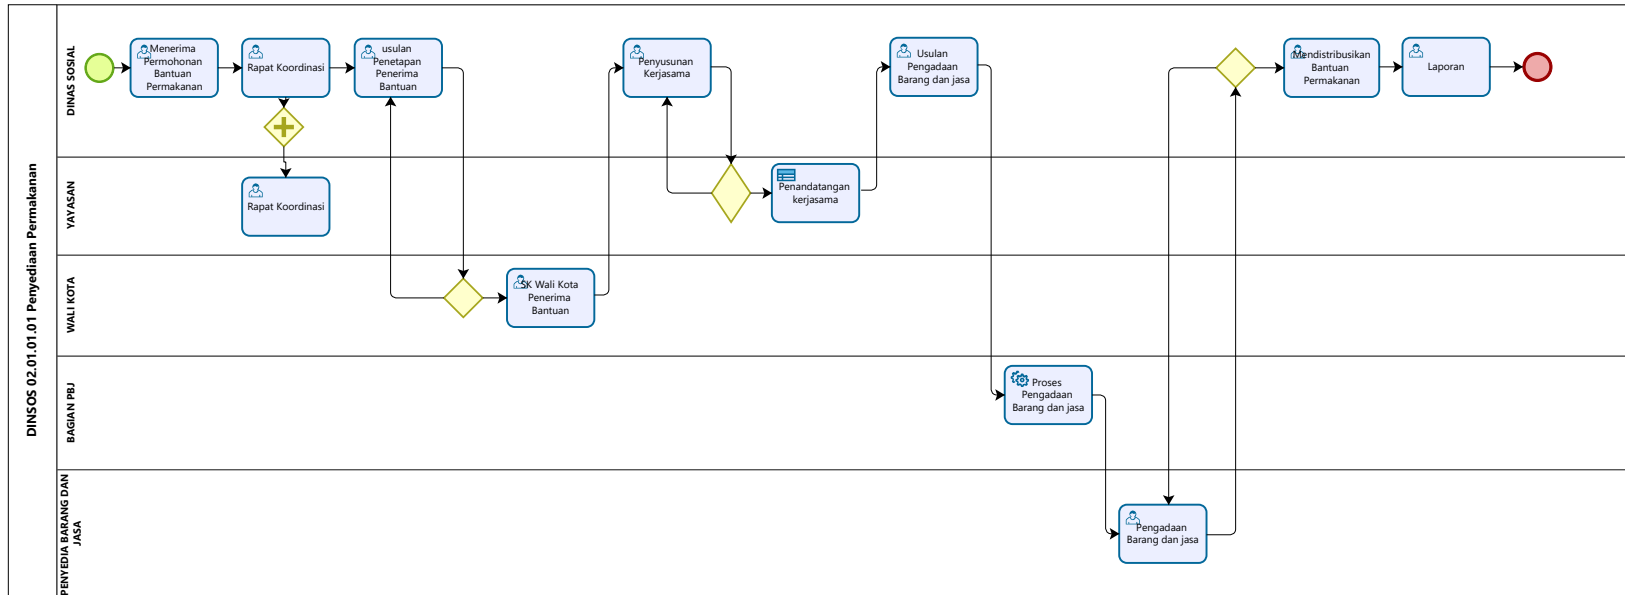 DINSOS 02.01.01.01.01 Penyediaan Permakanan
DINAS SOSIAL
Menerima
Permohonan
Bantuan
Permakanan
Rapat Koordinasi
usulan
Penetapan
Penerima
Bantuan
Penyusunan
Kerjasama
Usulan
Pengadaan
Barang dan jasa
Mendistribusikan
Bantuan
Permakanan
Laporan
YAYASAN
Rapat Koordinasi
Penandatangan
kerjasama
WALI KOTA
SK Wali Kota
Penerima
Bantuan
BAGIAN PBJ
Proses
Pengadaan
Barang dan jasa
PENYEDIA BARANG DAN
JASA
Pengadaan
Barang dan jasa